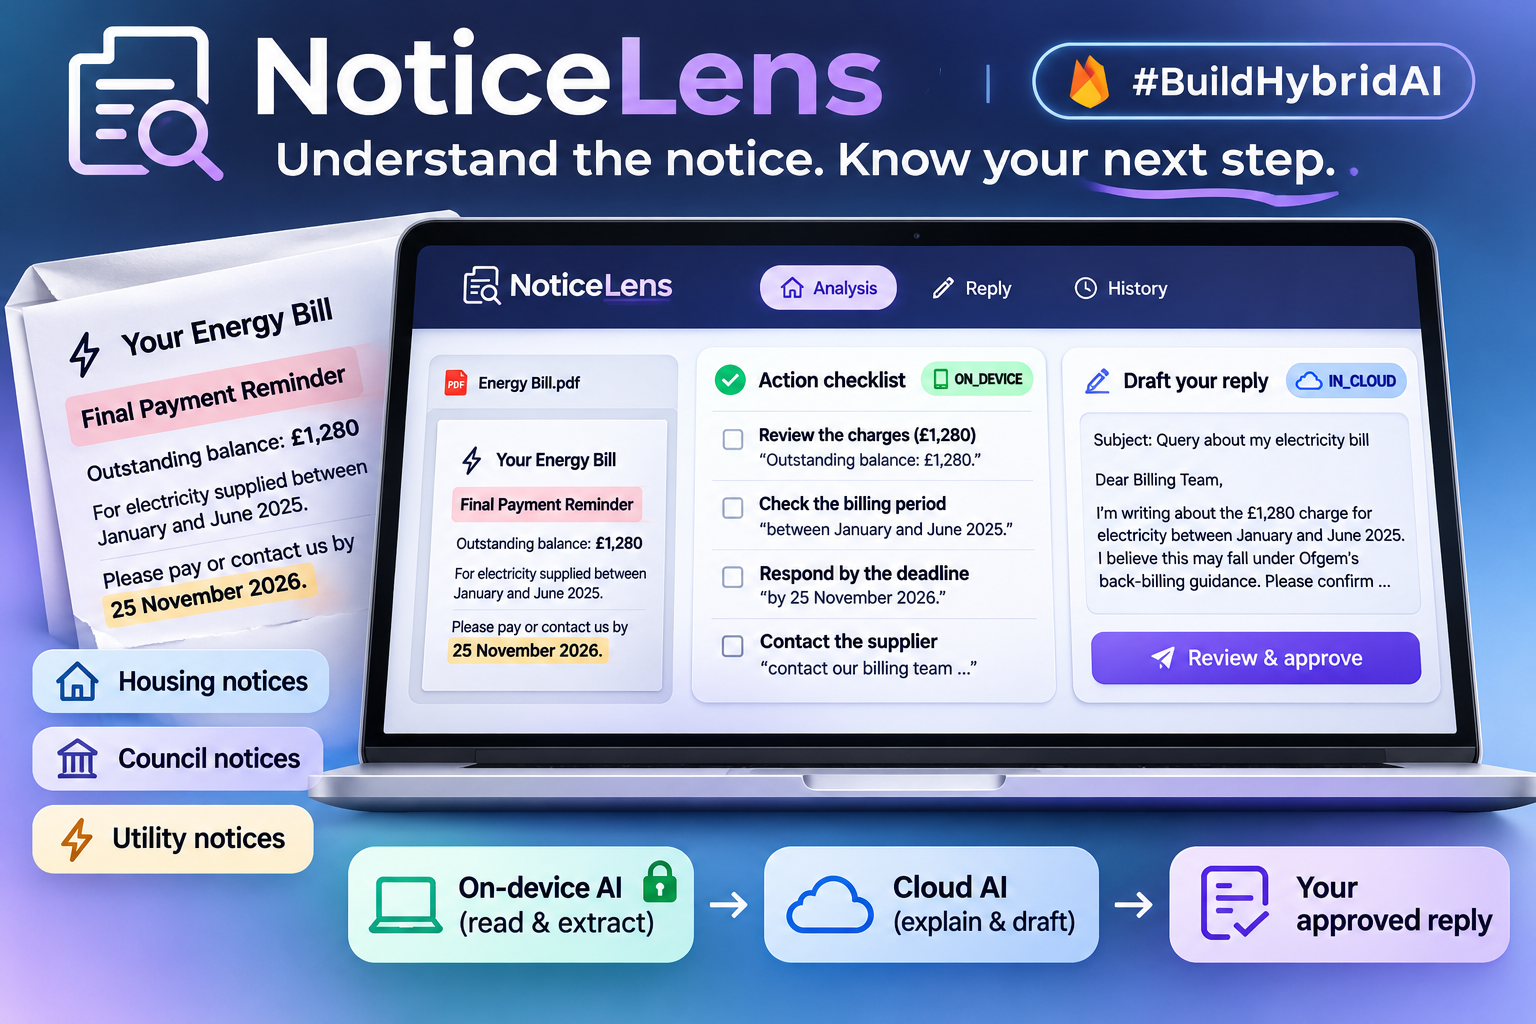 NoticeLens
#BuildHybridAI
Understand the notice. Know your next step.
Your Energy Bill
Final Payment Reminder
Outstanding balance: £1,280
For electricity supplied between
January and June 2025.
Please pay or contact us by
25 November 2026.
Housing notices
Council notices
Utility notices
NoticeLens
Analysis
Reply
History
PDF
Energy Bill.pdf
Your Energy Bill
Final Payment Reminder
Outstanding balance: £1,280
For electricity supplied between
January and June 2025.
Please pay or contact us by
25 November 2026.
Action checklist
ON_DEVICE
Review the charges (£1,280)
“Outstanding balance: £1,280.”
Check the billing period
“between January and June 2025.”
Respond by the deadline
“by 25 November 2026.”
Contact the supplier
“contact our billing team ...”
Draft your reply
IN_CLOUD
Subject: Query about my electricity bill
Dear Billing Team,
I’m writing about the £1,280 charge for
electricity between January and June 2025.
I believe this may fall under Ofgem’s
back-billing guidance. Please confirm ...
Review & approve
On-device AI
(read & extract)
Cloud AI
(explain & draft)
Your
approved reply